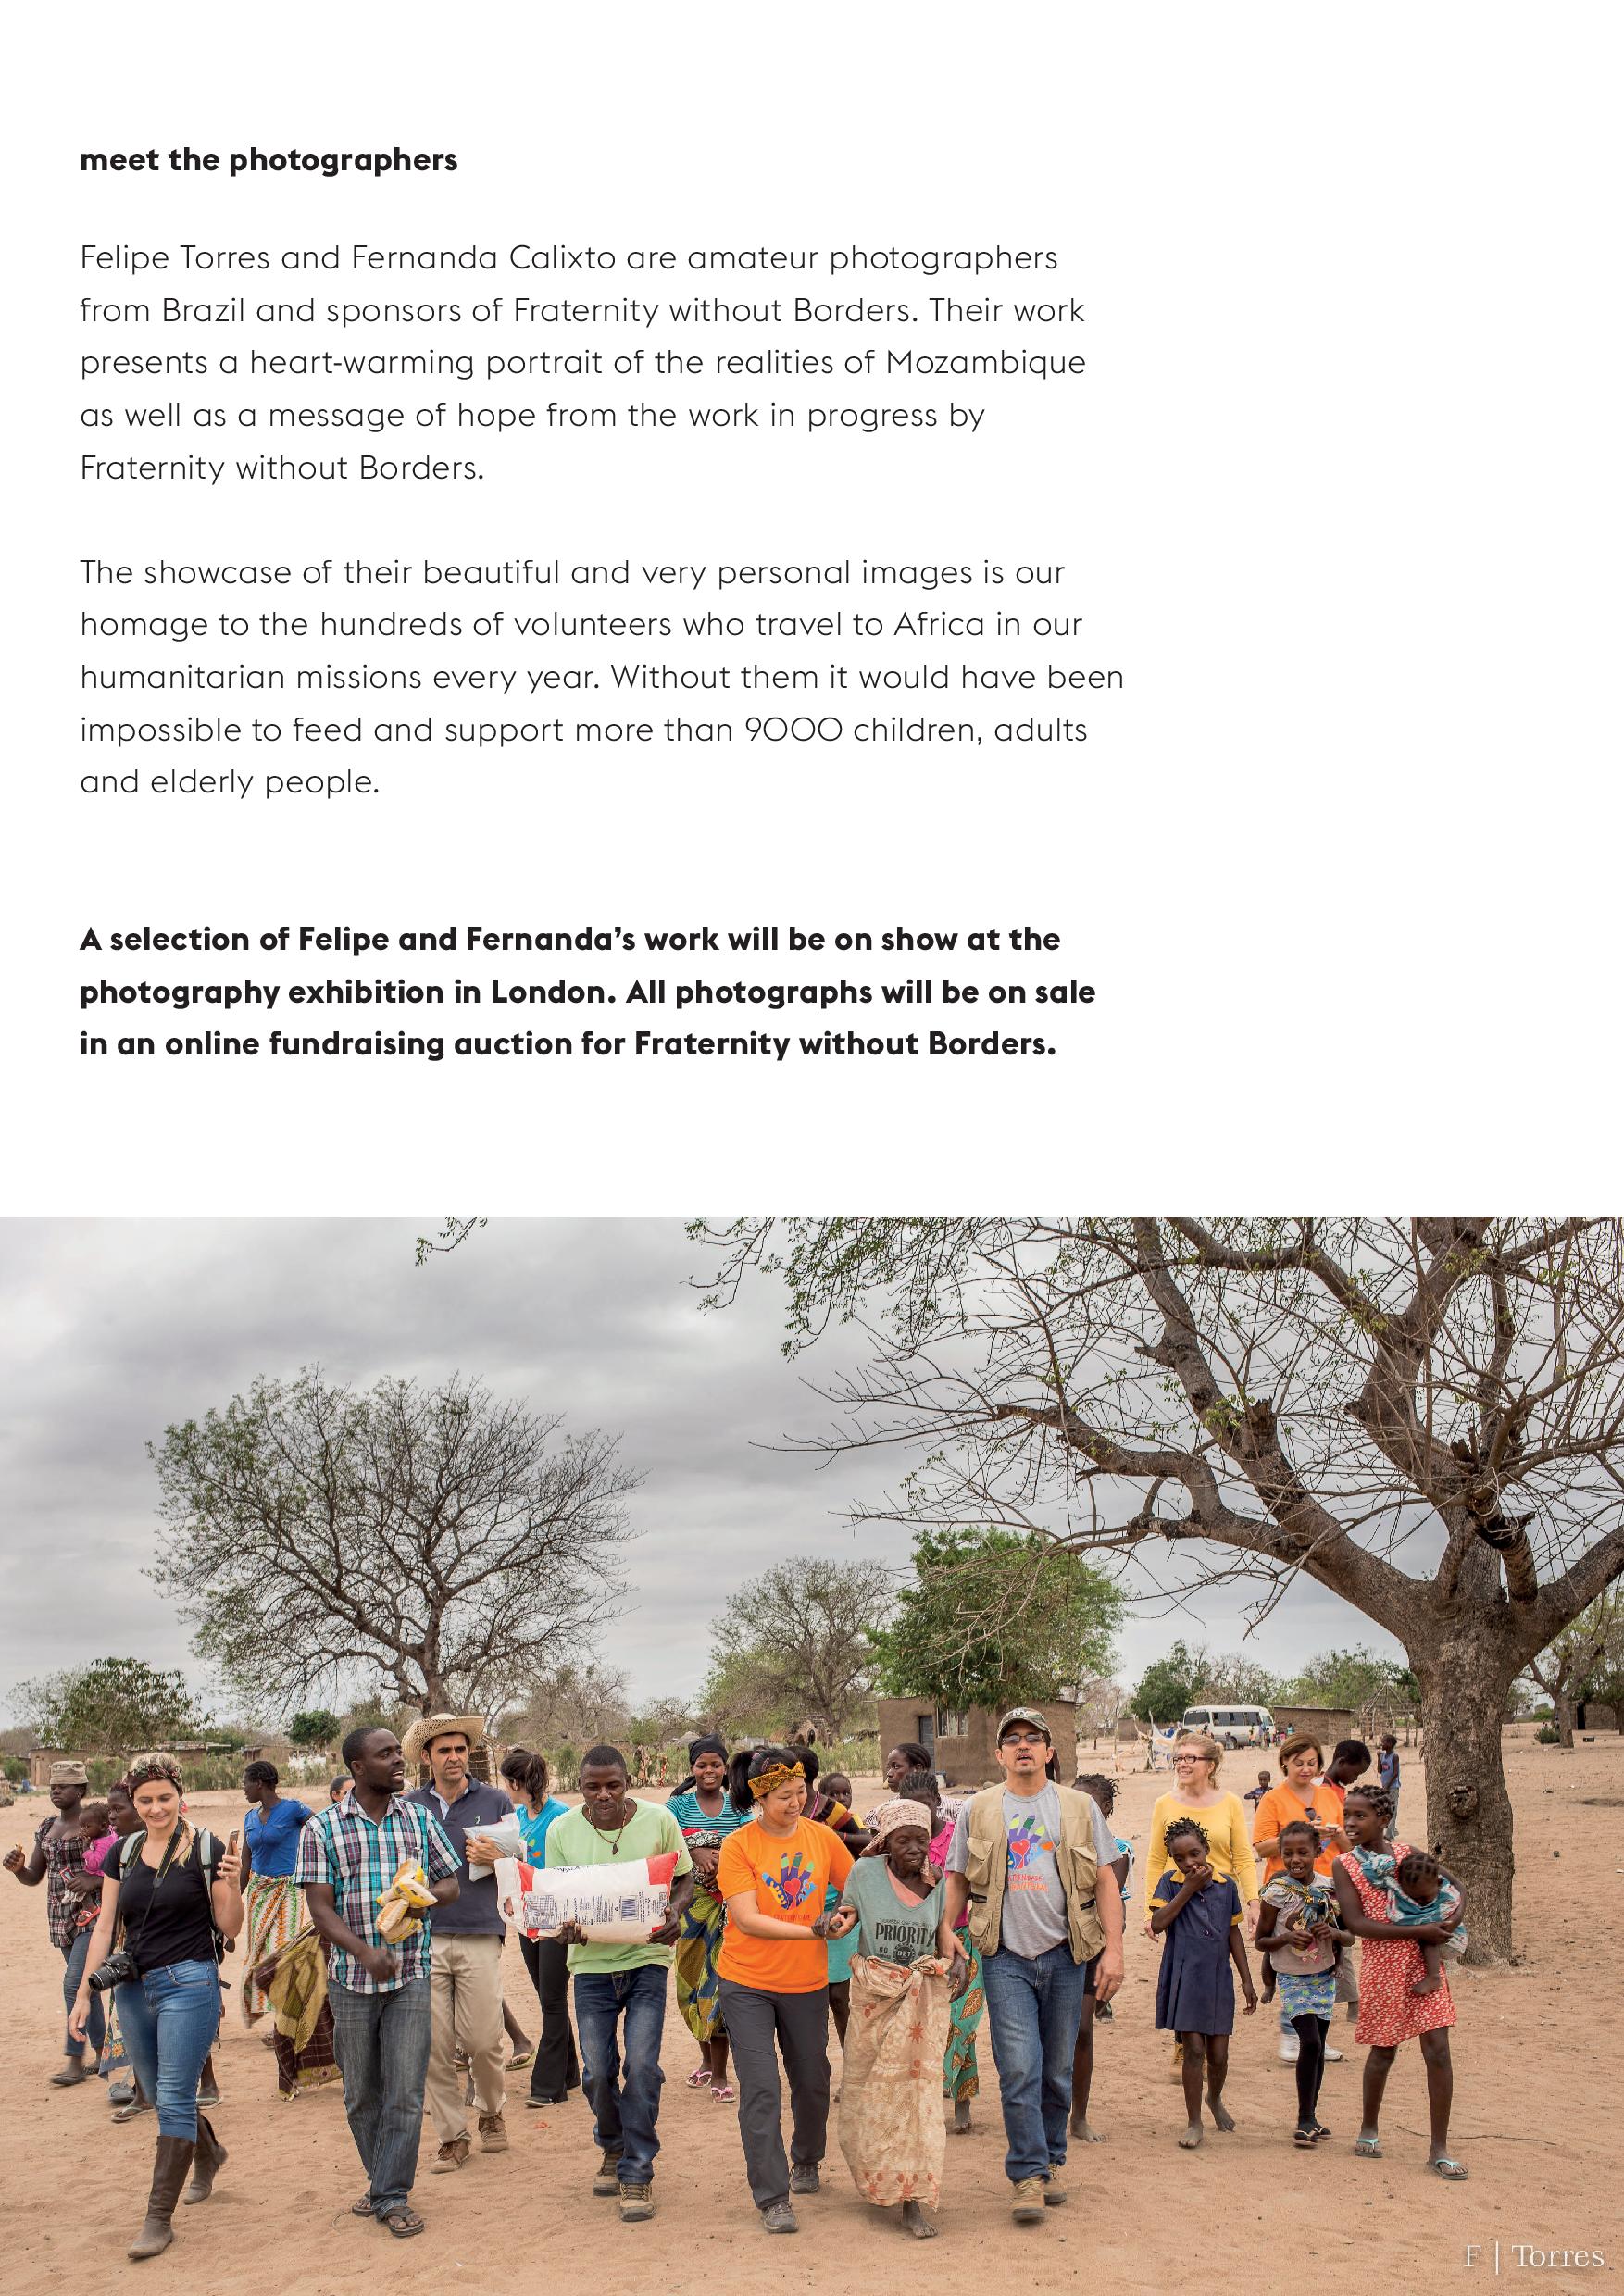 meet the photographers
Felipe Torres and Fernanda Calixto are amateur photographers
from Brazil and sponsors of Fraternity without Borders. Their work
presents a heart-warming portrait of the realities of Mozambique
as well as a message of hope from the work in progress by
Fraternity without Borders.
The showcase of their beautiful and very personal images is our
homage to the hundreds of volunteers who travel to Africa in our
humanitarian missions every year. Without them it would have been
impossible to feed and support more than 9000 children, adults
and elderly people.
A selection of Felipe and Fernanda’s work will be on show at the
photography exhibition in London. All photographs will be on sale
in an online fundraising auction for Fraternity without Borders.
PRIORITY
F | Torres